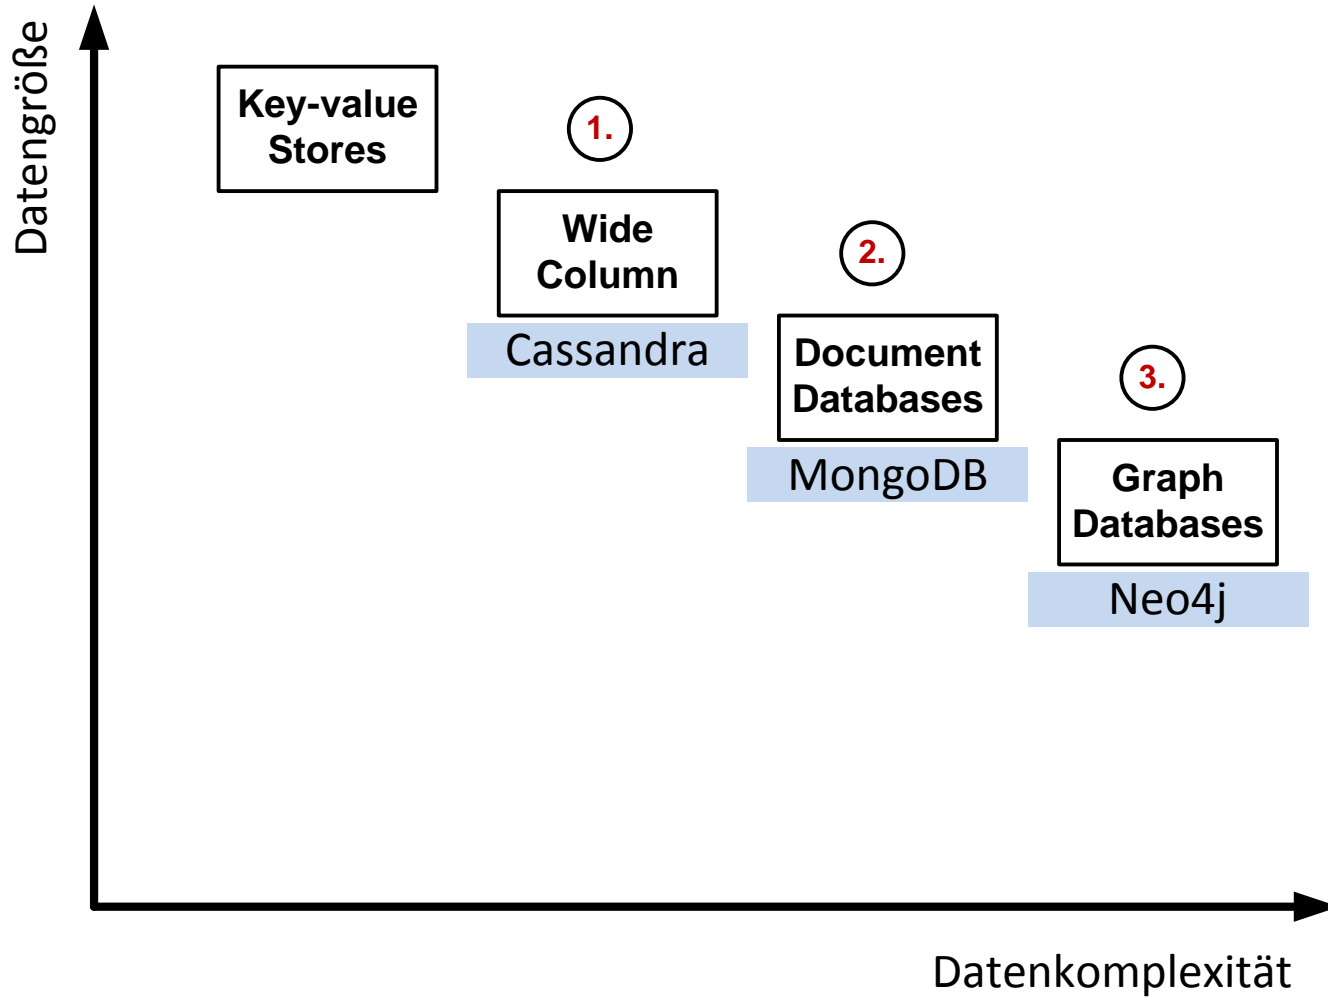 Datengröße
Key-value
Stores
1.
Wide
Column
Cassandra
2.
Document
Databases
MongoDB
3.
Graph
Databases
Neo4j
Datenkomplexität